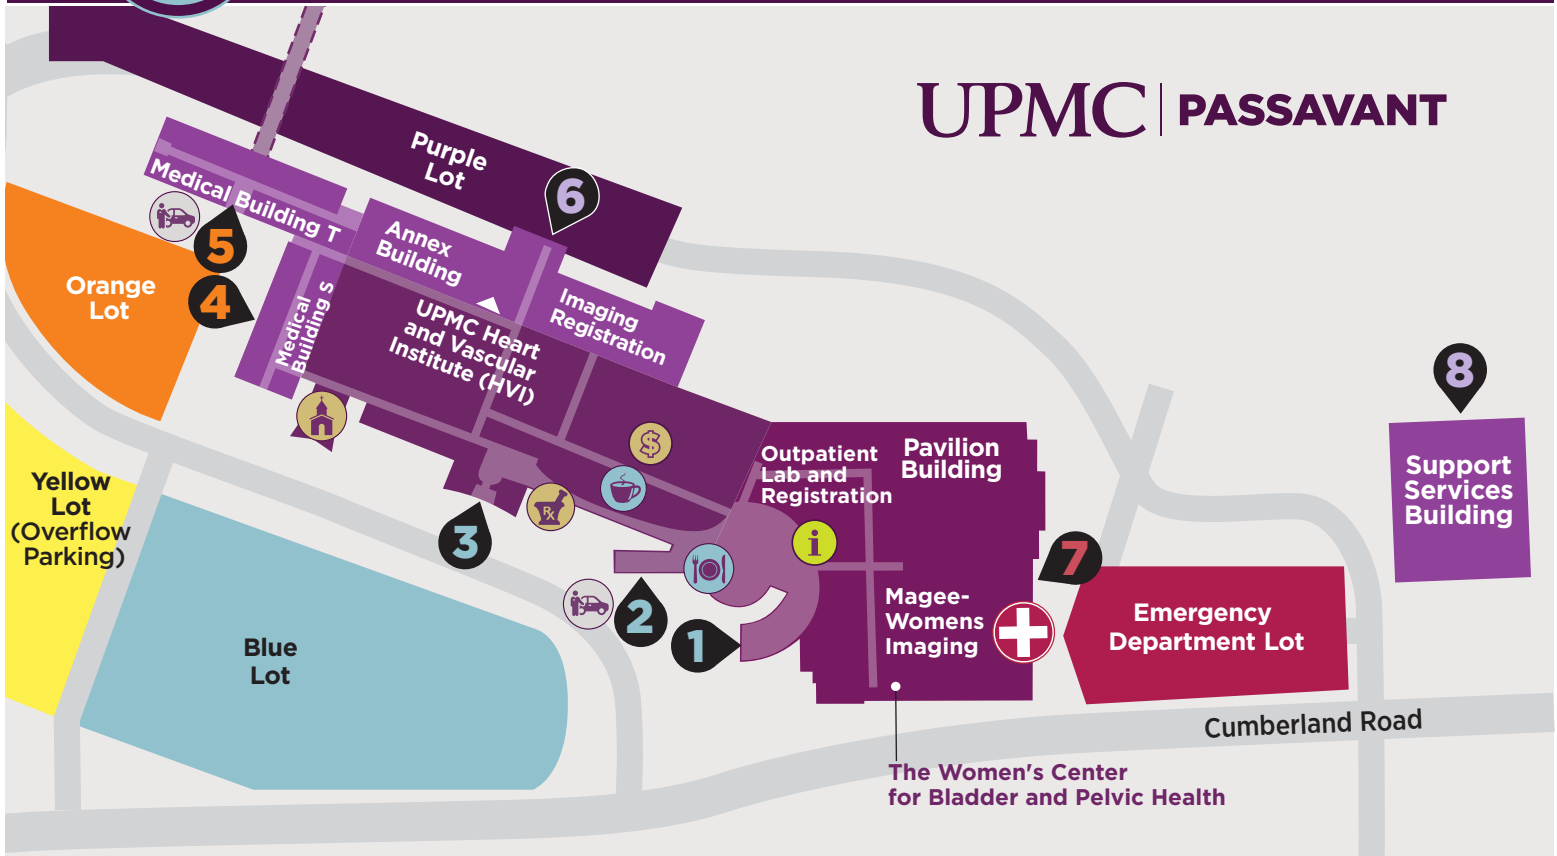 UPMC | PASSAVANT
Purple
Lot
6
Medical Building T
Annex
Building
5
4
Orange
Lot
Medical
Building S
UPMC Heart
and Vascular
Institute (HVI)
Imaging
Registration
8
Support
Services
Building
$
Outpatient
Lab and
Registration
Pavilion
Building
Yellow
Lot
(Overflow
Parking)
RX
3
i
7
2
1
Magee-
Womens
Imaging
Emergency
Department Lot
Blue
Lot
Cumberland Road
The Women's Center
for Bladder and Pelvic Health